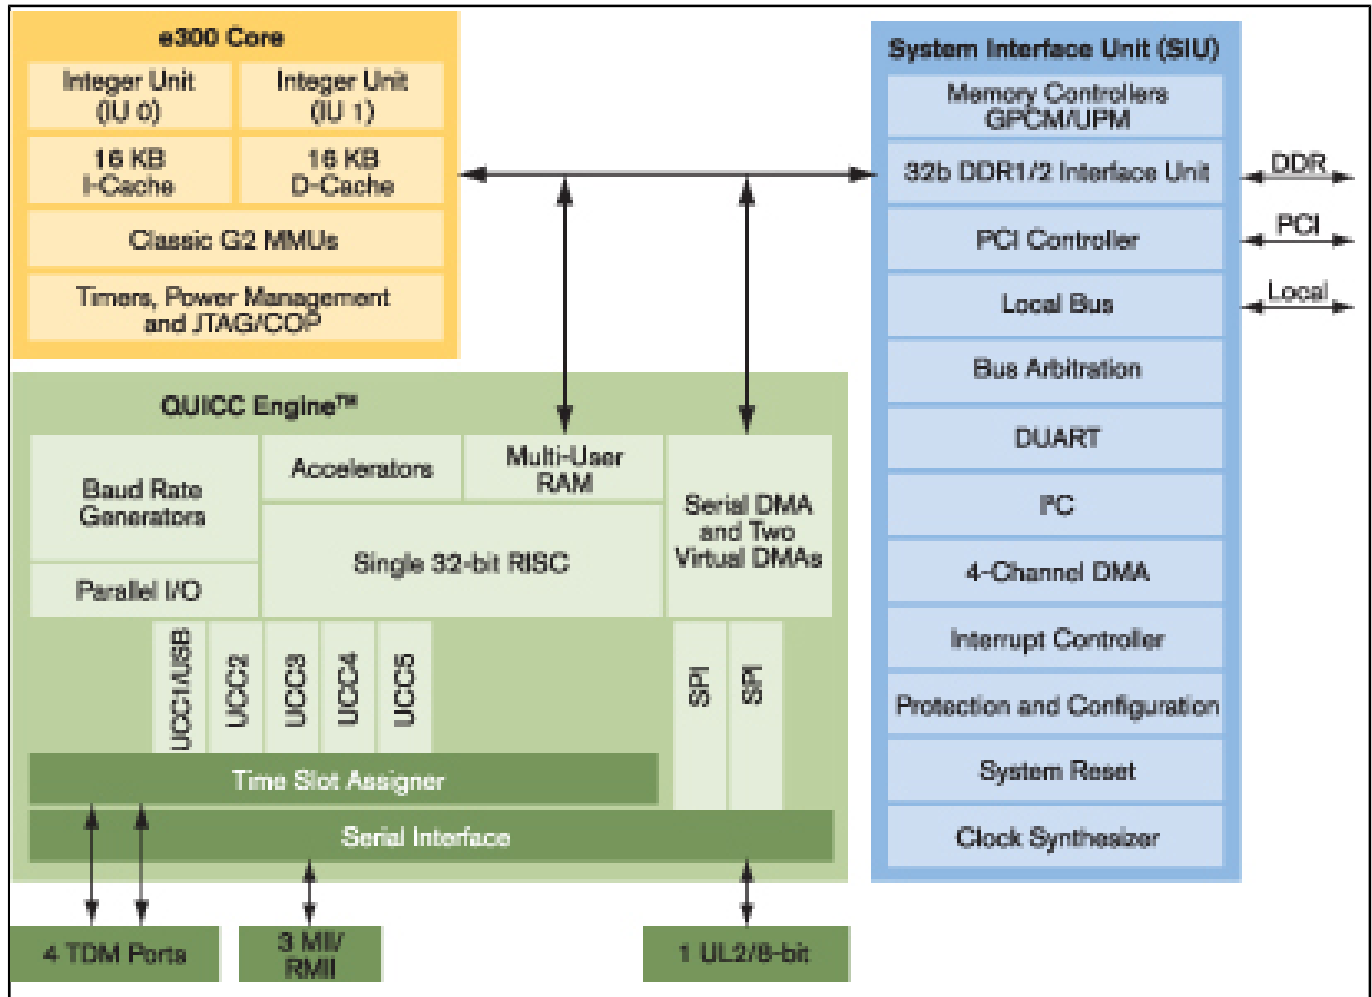 e300 Core
Integer Unit
(IU 0)
Integer Unit
(IU 1)
16 KB
I-Cache
16 KB
D-Cache
Classic G2 MMUs
Timers, Power Management
and JTAG/COP
System Interface Unit (SIU)
Memory Controllers
GPCM/UPM
32b DDR1/2 Interface Unit
PCI Controller
Local Bus
Bus Arbitration
DUART
I²C
4-Channel DMA
Interrupt Controller
Protection and Configuration
System Reset
Clock Synthesizer
DDR
PCI
Local
QUICC Engine™
Baud Rate
Generators
Accelerators
Multi-User
RAM
Serial DMA
and Two
Virtual DMAs
Single 32-bit RISC
Parallel I/O
UCC1/USB
UCC2
UCC3
UCC4
UCC5
SPI
SPI
Time Slot Assigner
Serial Interface
4 TDM Ports
3 MII/
RMII
1 UL2/8-bit